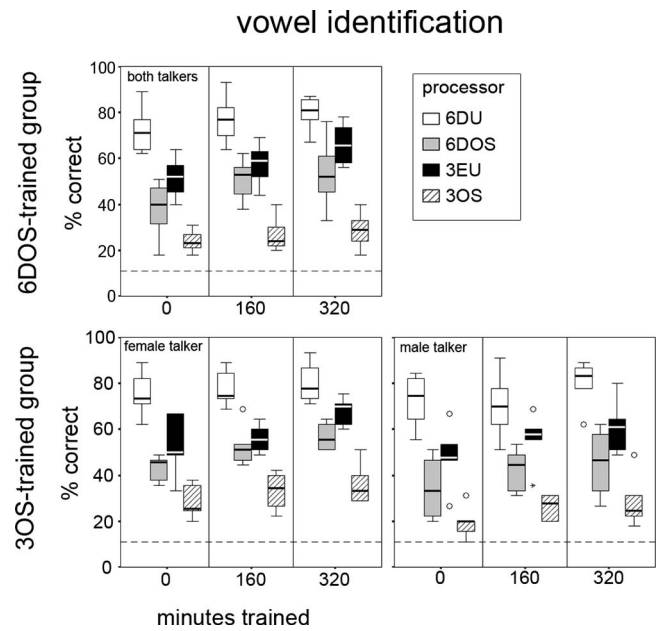 vowel identification
6DOS-trained group
% correct
100
80
60
40
20
0
both talkers
0
160
320
processor
6DU
6DOS
3EU
3OS
3OS-trained group
% correct
100
80
60
40
20
0
female talker
0
160
320
male talker
0
160
320
minutes trained